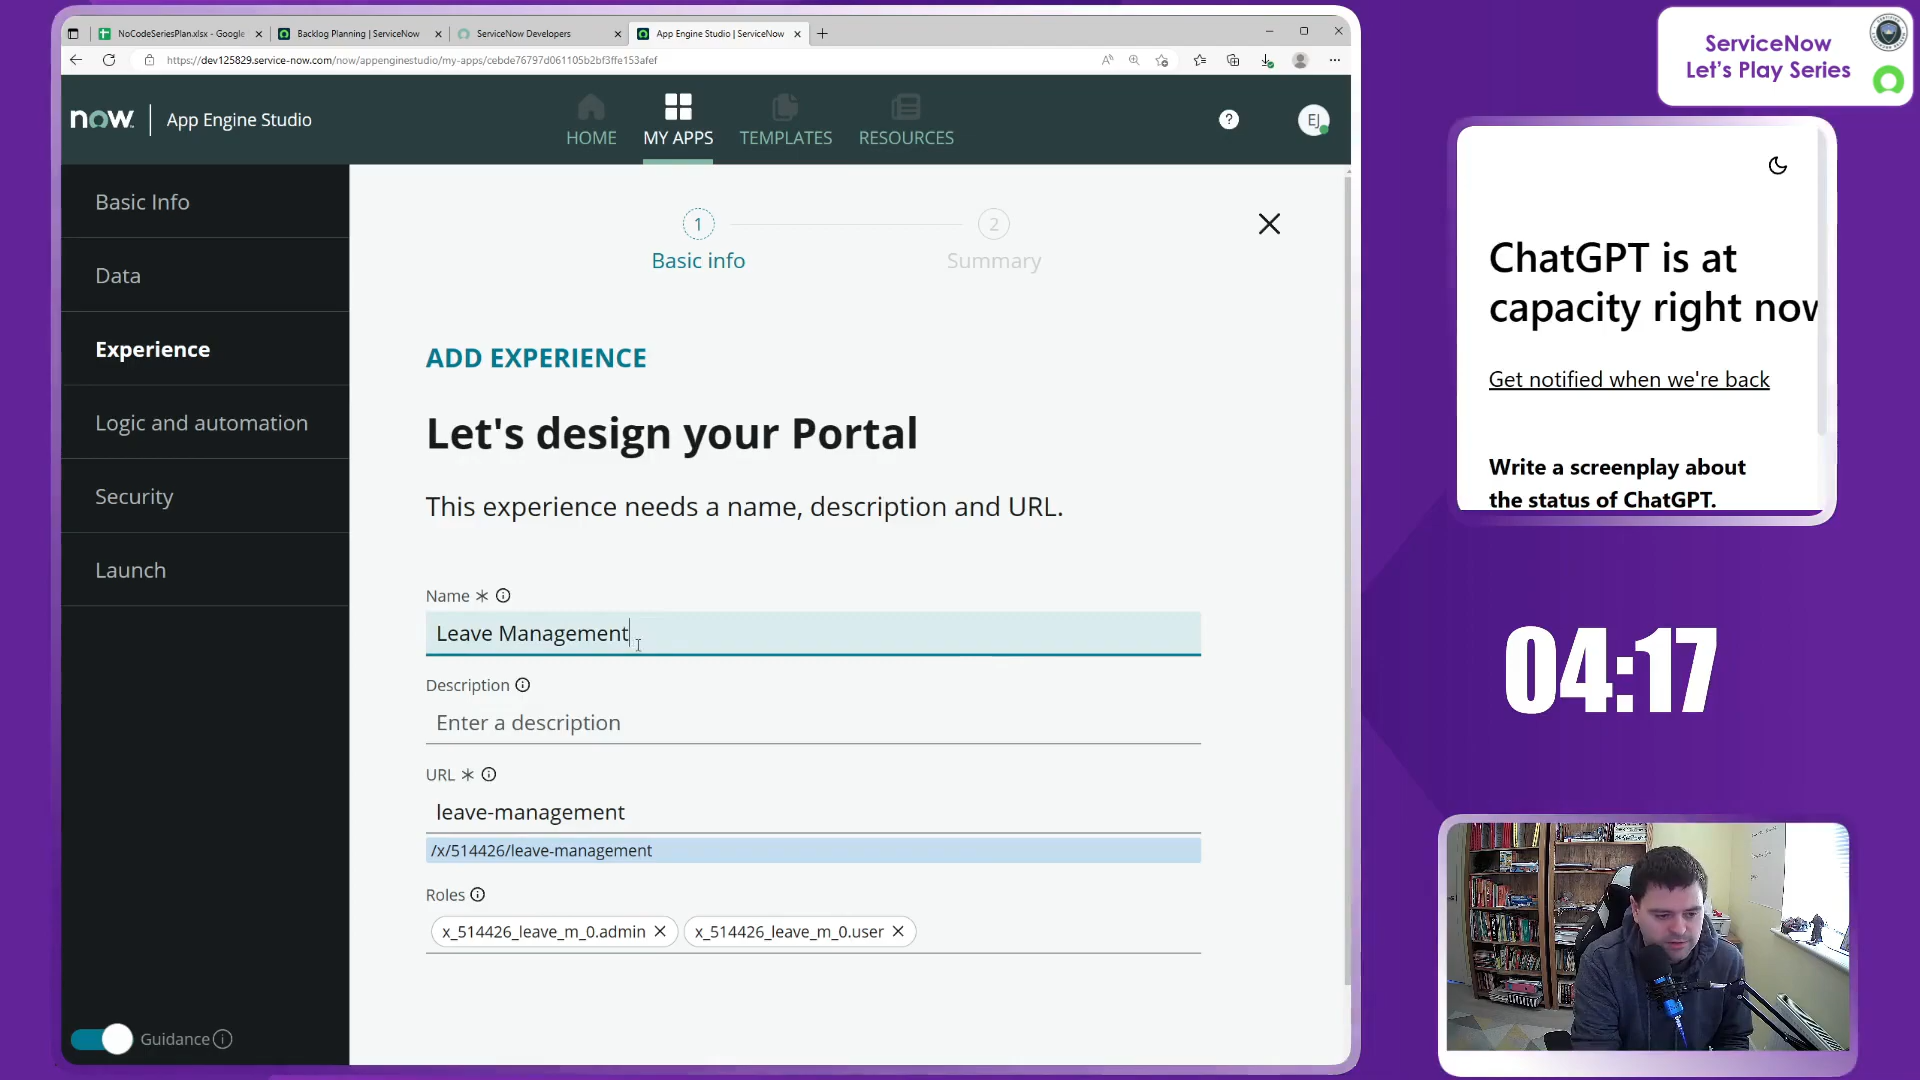 NoCodeSeriesPlan.xlsx - Google
Backlog Planning | ServiceNow
ServiceNow Developers
App Engine Studio | ServiceNow
https://dev125829.service-now.com/now/appenginestudio/my-apps/cebde76797d061105b2bf3ffe153afef
now.
App Engine Studio
HOME
MY APPS
TEMPLATES
RESOURCES
?
EJ
Basic Info
Data
Experience
Logic and automation
Security
Launch
Guidance
1
Basic info
2
Summary
ADD EXPERIENCE
Let's design your Portal
This experience needs a name, description and URL.
Name
Leave Management
Description
Enter a description
URL
leave-management
/x/514426/leave-management
Roles
x_514426_leave_m_0.admin
x_514426_leave_m_0.user
ServiceNow
Let's Play Series
ChatGPT is at
capacity right now
Get notified when we're back
Write a screenplay about
the status of ChatGPT.
04:17